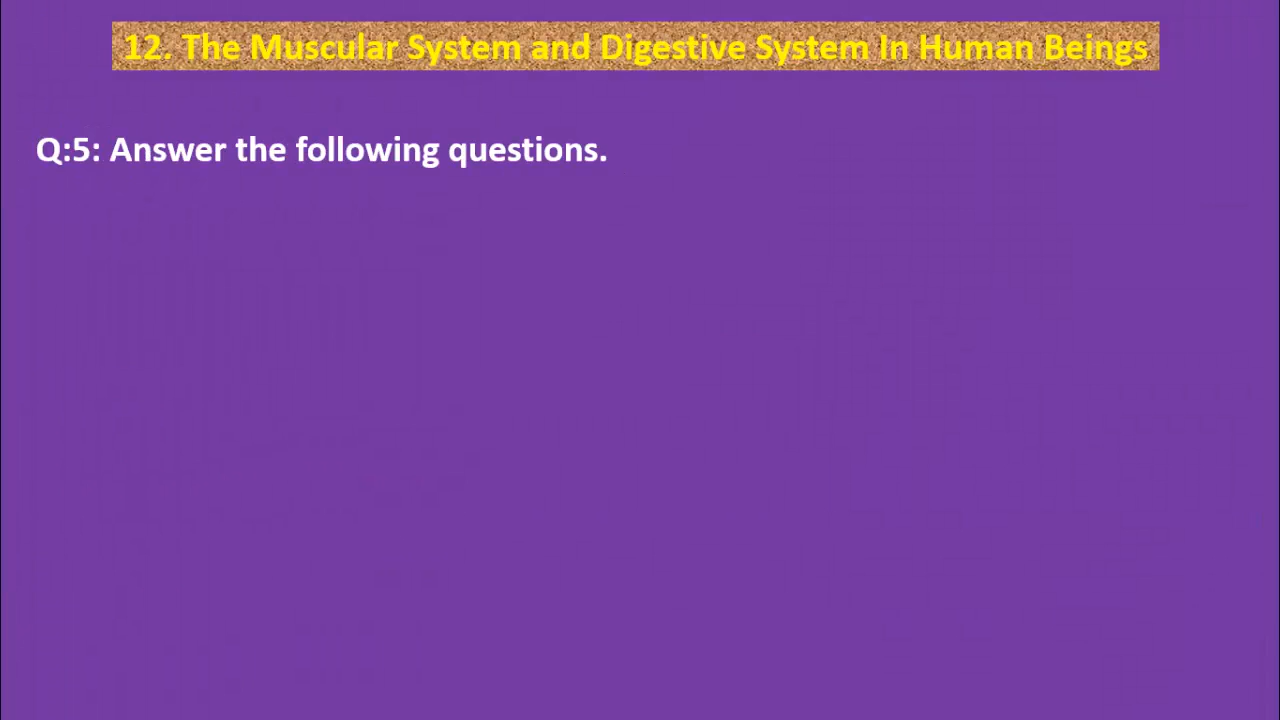 12. The Muscular System and Digestive System In Human Beings
Q:5: Answer the following questions.